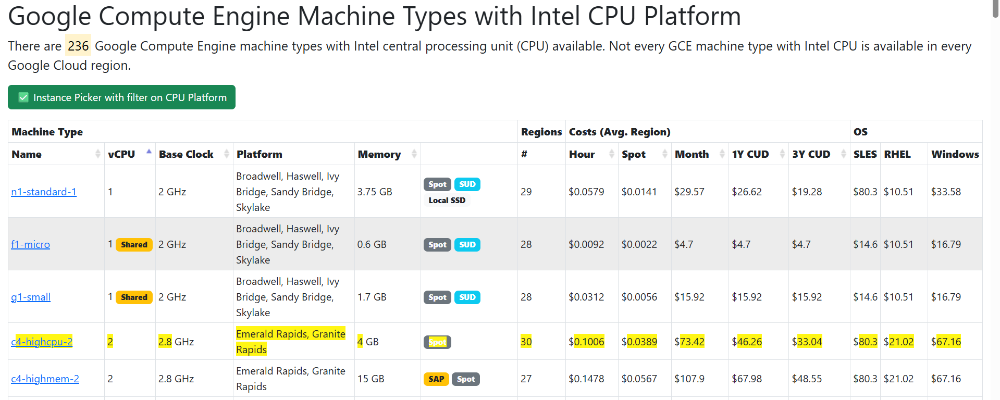 Google Compute Engine Machine Types with Intel CPU Platform
There are 236 Google Compute Engine machine types with Intel central processing unit (CPU) available. Not every GCE machine type with Intel CPU is available in every
Google Cloud region.
✅ Instance Picker with filter on CPU Platform
Machine Type Regions Costs (Avg. Region) OS
Name vCPU Base Clock Platform Memory # Hour Spot Month 1Y CUD 3Y CUD SLES RHEL Windows
n1-standard-1 1 2 GHz Broadwell, Haswell, Ivy
Bridge, Sandy Bridge,
Skylake 3.75 GB Spot SUD
Local SSD 29 $0.0579 $0.0141 $29.57 $26.62 $19.28 $80.3 $10.51 $33.58
f1-micro 1 Shared 2 GHz Broadwell, Haswell, Ivy
Bridge, Sandy Bridge,
Skylake 0.6 GB Spot SUD 28 $0.0092 $0.0022 $4.7 $4.7 $4.7 $14.6 $10.51 $16.79
g1-small 1 Shared 2 GHz Broadwell, Haswell, Ivy
Bridge, Sandy Bridge,
Skylake 1.7 GB Spot SUD 28 $0.0312 $0.0056 $15.92 $15.92 $15.92 $14.6 $10.51 $16.79
c4-highcpu-2 2 2.8 GHz Emerald Rapids, Granite
Rapids 4 GB Spot 30 $0.1006 $0.0389 $73.42 $46.26 $33.04 $80.3 $21.02 $67.16
c4-highmem-2 2 2.8 GHz Emerald Rapids, Granite
Rapids 15 GB SAP Spot 27 $0.1478 $0.0567 $107.9 $67.98 $48.55 $80.3 $21.02 $67.16